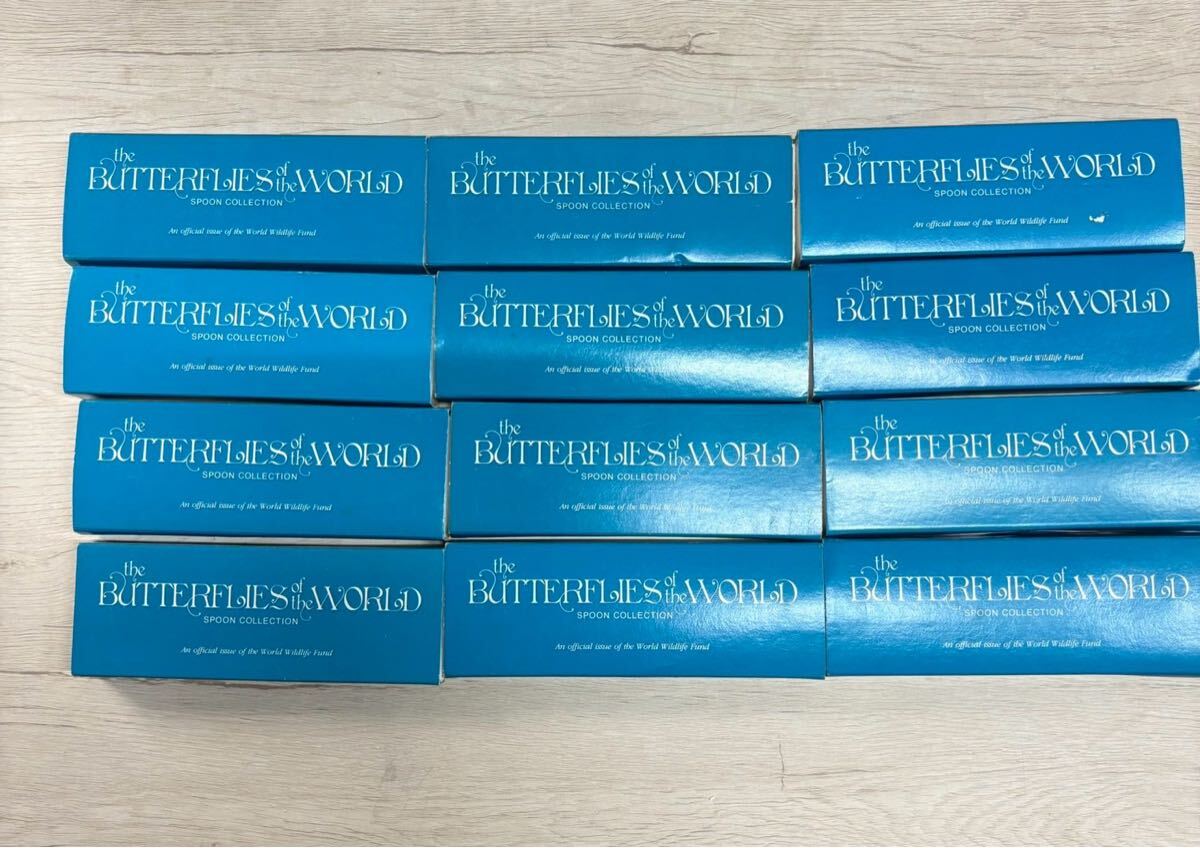 the
BUTTERFLIES of the WORLD
SPOON COLLECTION
An official issue of the World Wildlife Fund
the
BUTTERFLIES of the WORLD
SPOON COLLECTION
An official issue of the World Wildlife Fund
the
BUTTERFLIES of the WORLD
SPOON COLLECTION
An official issue of the World Wildlife Fund
the
BUTTERFLIES of the WORLD
SPOON COLLECTION
An official issue of the World Wildlife Fund
the
BUTTERFLIES of the WORLD
SPOON COLLECTION
An official issue of the World Wildlife Fund
the
BUTTERFLIES of the WORLD
SPOON COLLECTION
An official issue of the World Wildlife Fund
the
BUTTERFLIES of the WORLD
SPOON COLLECTION
An official issue of the World Wildlife Fund
the
BUTTERFLIES of the WORLD
SPOON COLLECTION
An official issue of the World Wildlife Fund
the
BUTTERFLIES of the WORLD
SPOON COLLECTION
An official issue of the World Wildlife Fund
the
BUTTERFLIES of the WORLD
SPOON COLLECTION
An official issue of the World Wildlife Fund
the
BUTTERFLIES of the WORLD
SPOON COLLECTION
An official issue of the World Wildlife Fund
the
BUTTERFLIES of the WORLD
SPOON COLLECTION
An official issue of the World Wildlife Fund